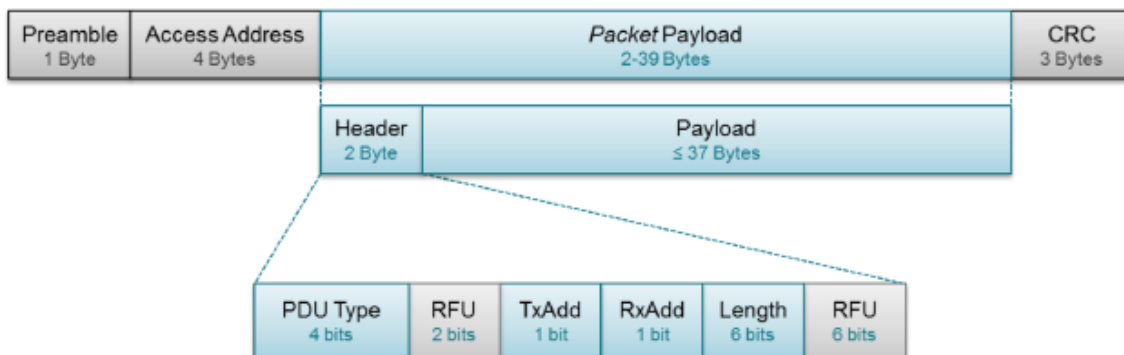 Preamble
1 Byte
Access Address
4 Bytes
Packet Payload
2-39 Bytes
CRC
3 Bytes
Header
2 Byte
Payload
≤ 37 Bytes
PDU Type
4 bits
RFU
2 bits
TxAdd
1 bit
RxAdd
1 bit
Length
6 bits
RFU
6 bits